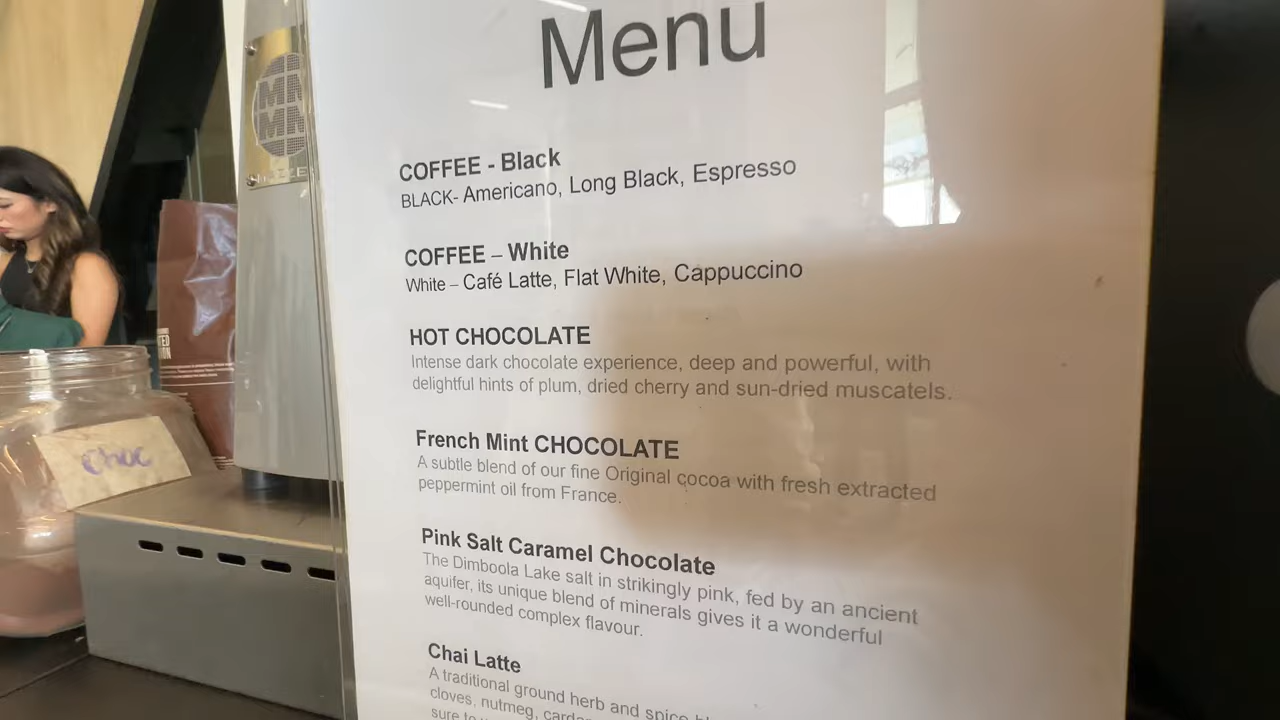 Menu
COFFEE - Black
BLACK- Americano, Long Black, Espresso
COFFEE – White
White – Café Latte, Flat White, Cappuccino
HOT CHOCOLATE
Intense dark chocolate experience, deep and powerful, with
delightful hints of plum, dried cherry and sun-dried muscatels.
French Mint CHOCOLATE
A subtle blend of our fine Original cocoa with fresh extracted
peppermint oil from France.
Pink Salt Caramel Chocolate
The Dimboola Lake salt in strikingly pink, fed by an ancient
aquifer, its unique blend of minerals gives it a wonderful
well-rounded complex flavour.
Chai Latte
A traditional ground herb and spice
cloves, nutmeg,
sure to
Choc